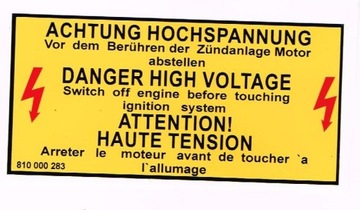 ACHTUNG HOCHSPANNUNG
Vor dem Berühren der Zündanlage Motor
abstellen
DANGER HIGH VOLTAGE
Switch off engine before touching
ignition system
ATTENTION!
HAUTE TENSION
Arreter le moteur avant de toucher `a
l`allumage
810 000 283